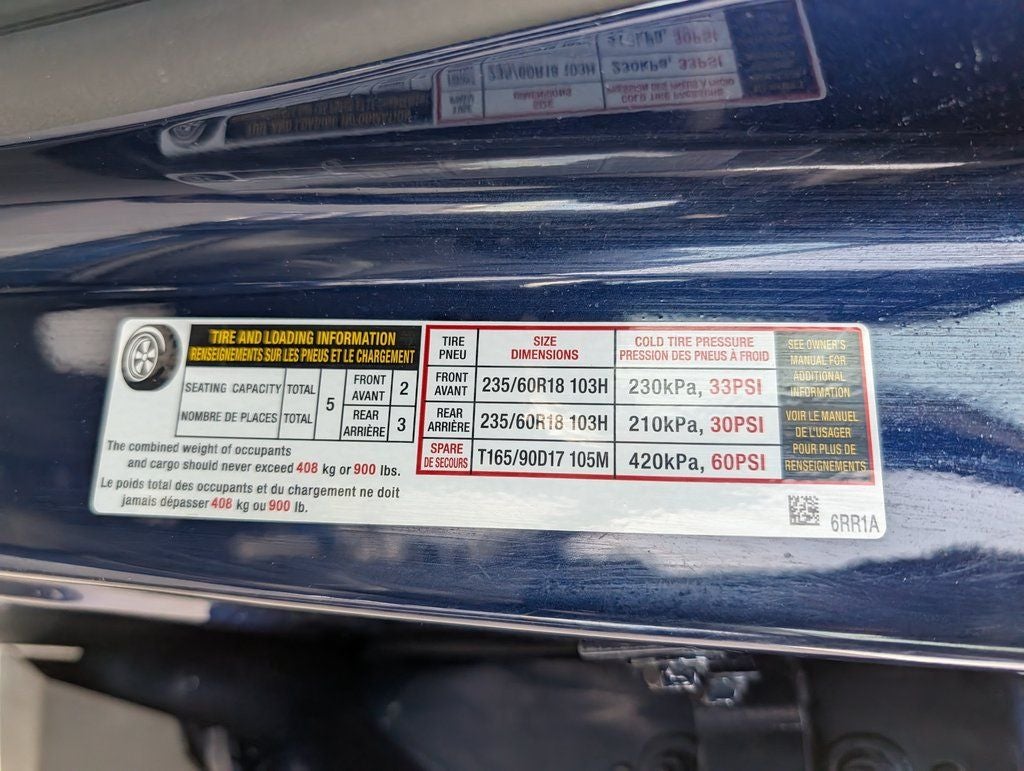 TIRE AND LOADING INFORMATION
RENSEIGNEMENTS SUR LES PNEUS ET LE CHARGEMENT
SEATING CAPACITY TOTAL 5 FRONT AVANT 2
NOMBRE DE PLACES TOTAL REAR ARRIÈRE 3
The combined weight of occupants
and cargo should never exceed 408 kg or 900 lbs.
Le poids total des occupants et du chargement ne doit
jamais dépasser 408 kg ou 900 lb.
TIRE PNEU SIZE DIMENSIONS COLD TIRE PRESSURE PRESSION DES PNEUS À FROID
FRONT AVANT 235/60R18 103H 230kPa, 33PSI
REAR ARRIÈRE 235/60R18 103H 210kPa, 30PSI
SPARE DE SECOURS T165/90D17 105M 420kPa, 60PSI
SEE OWNER'S
MANUAL FOR
ADDITIONAL
INFORMATION
VOIR LE MANUEL
DE L'USAGER
POUR PLUS DE
RENSEIGNEMENTS
6RR1A